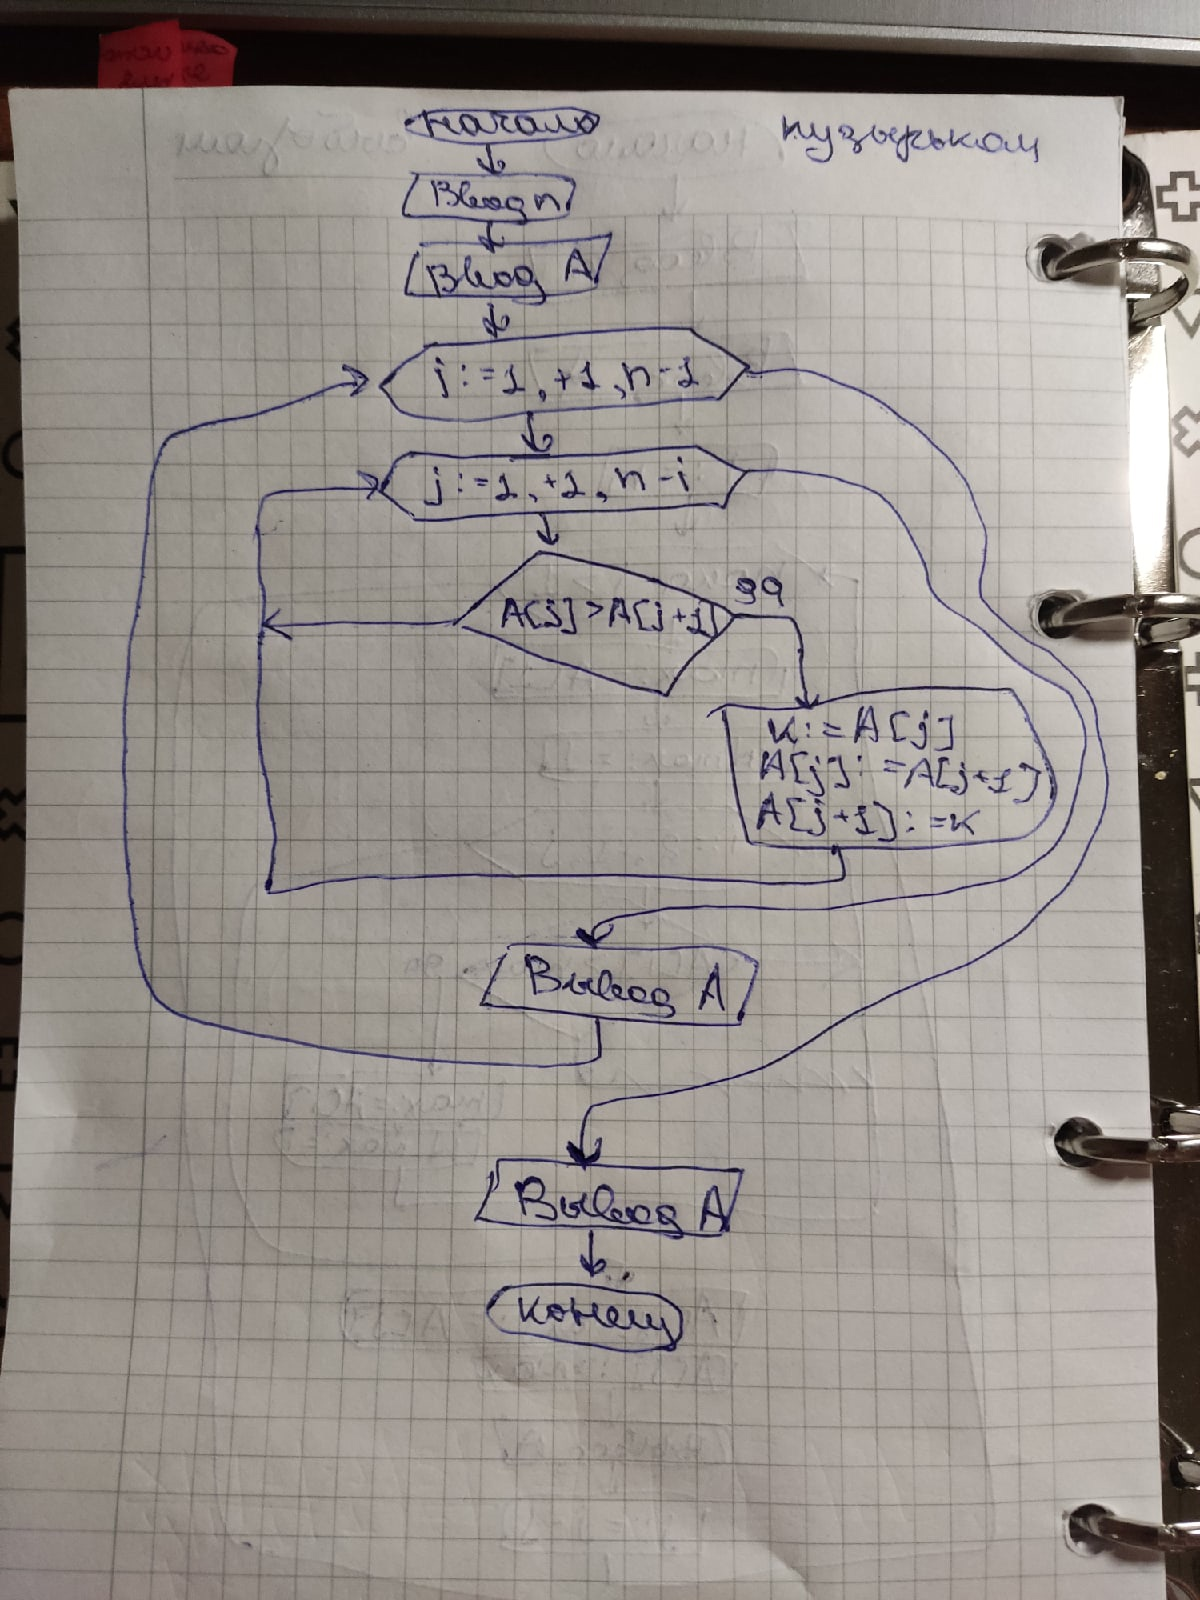 начало
пузырьком
Ввод n
Ввод A
j:=1,+1,n-1
j:=1,+1,n-i
A[j]>A[j+1]
да
к:=A[j]
A[j]:=A[j+1]
A[j+1]:=к
Вывод A
Вывод A
конец